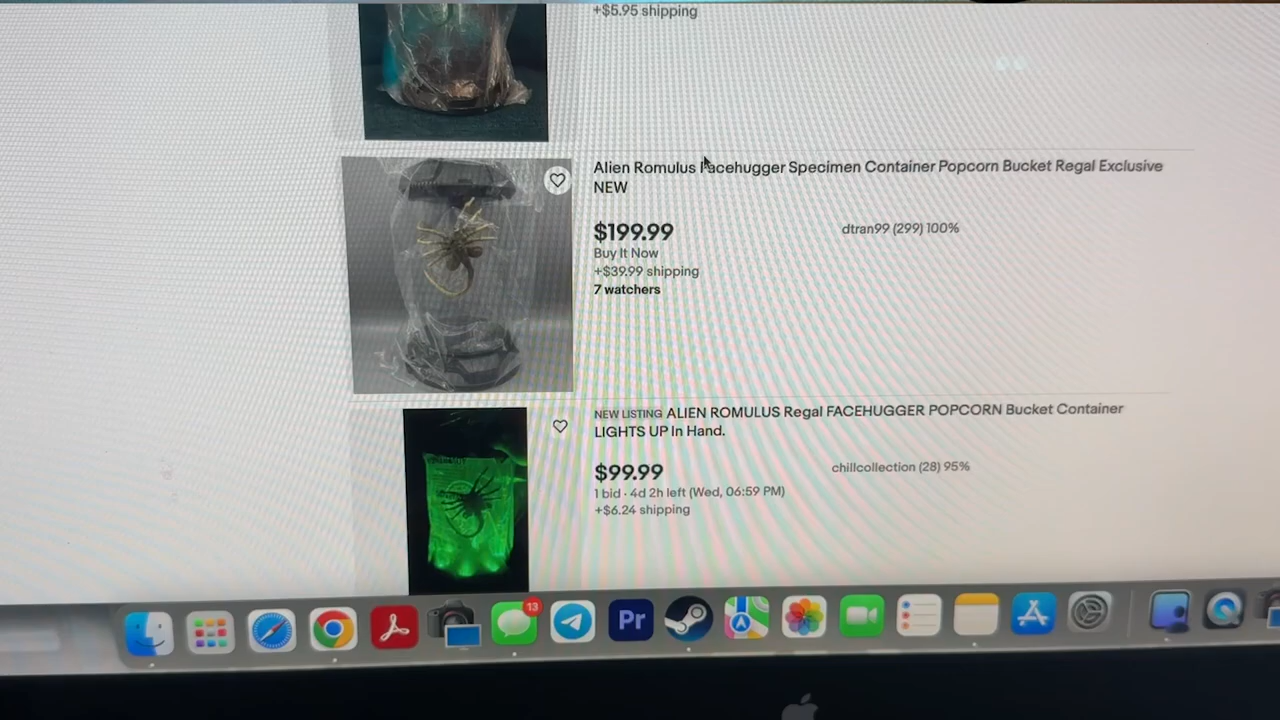 +$5.95 shipping
Alien Romulus Facehugger Specimen Container Popcorn Bucket Regal Exclusive
NEW
$199.99
dtran99 (299) 100%
Buy It Now
+$39.99 shipping
7 watchers
NEW LISTING ALIEN ROMULUS Regal FACEHUGGER POPCORN Bucket Container
LIGHTS UP In Hand.
$99.99
chillcollection (28) 95%
1 bid · 4d 2h left (Wed, 06:59 PM)
+$6.24 shipping
13
Pr